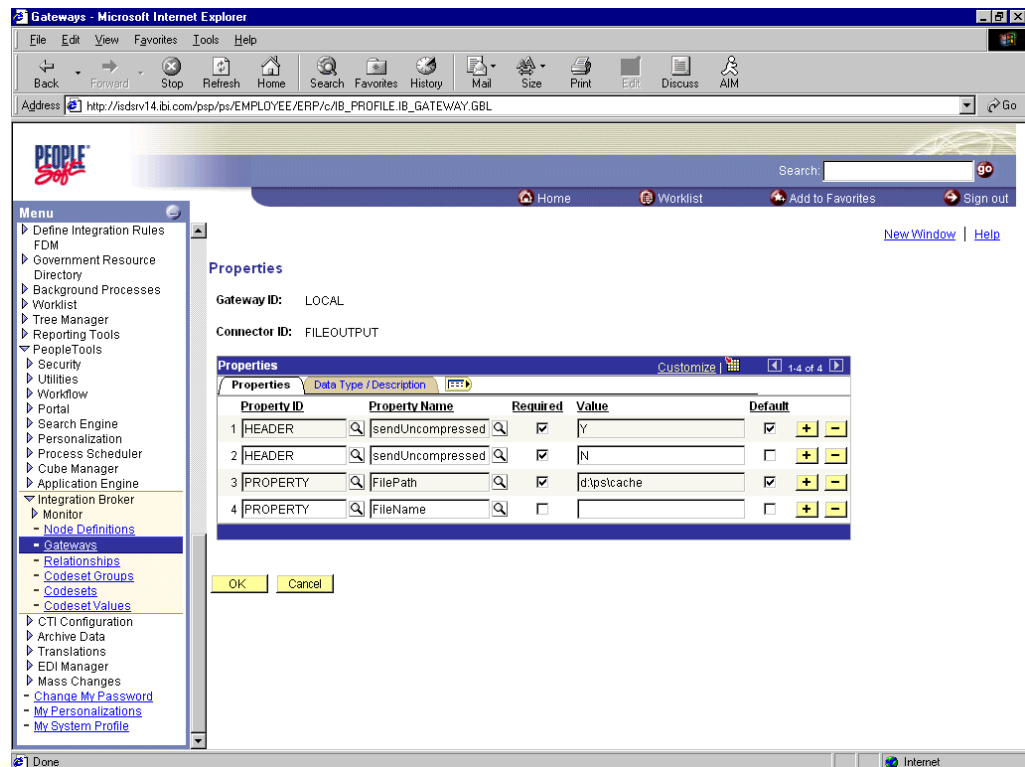 Gateways - Microsoft Internet Explorer
File Edit View Favorites Tools Help
Back Forward Stop Refresh Home Search Favorites History Mail Size Print Edit Discuss AIM
Address http://isdsrv14.ibi.com/psp/ps/EMPLOYEE/ERP/c/IB_PROFILE.IB_GATEWAY.GBL Go
PEOPLE Soft
Search: go
Home Worklist Add to Favorites Sign out
Menu
Define Integration Rules
FDM
Government Resource
Directory
Background Processes
Worklist
Tree Manager
Reporting Tools
PeopleTools
Security
Utilities
Workflow
Portal
Search Engine
Personalization
Process Scheduler
Cube Manager
Application Engine
Integration Broker
Monitor
- Node Definitions
- Gateways
- Relationships
- Codeset Groups
- Codesets
- Codeset Values
CTI Configuration
Archive Data
Translations
EDI Manager
Mass Changes
- Change My Password
- My Personalizations
- My System Profile
New Window | Help
Properties
Gateway ID: LOCAL
Connector ID: FILEOUTPUT
Properties Customize | 1-4 of 4
Properties Data Type / Description
Property ID Property Name Required Value Default
1 HEADER sendUncompressed Y + -
2 HEADER sendUncompressed N + -
3 PROPERTY FilePath d:\ps\cache + -
4 PROPERTY FileName + -
OK Cancel
Done Internet